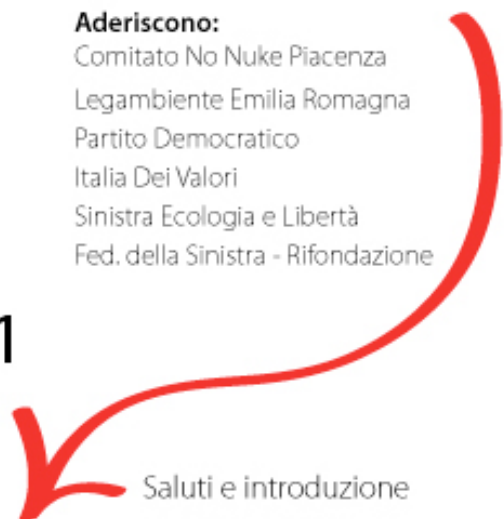 Aderiscono:
Comitato No Nuke Piacenza
Legambiente Emilia Romagna
Partito Democratico
Italia Dei Valori
Sinistra Ecologia e Libertà
Fed. della Sinistra - Rifondazione
1
Saluti e introduzione